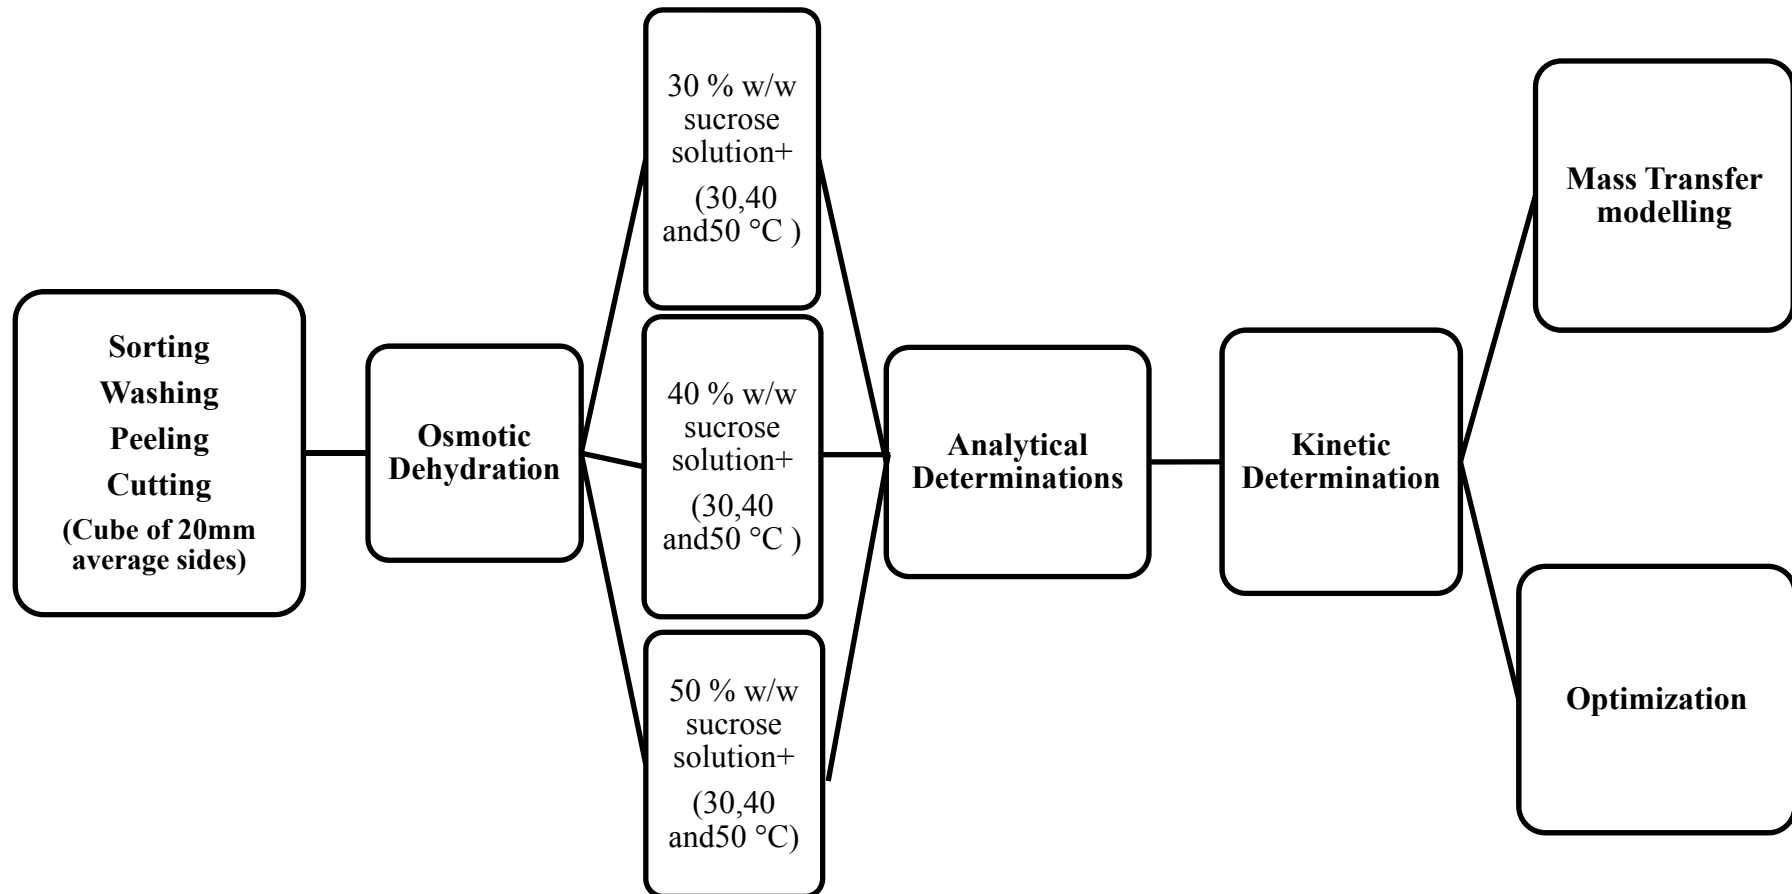 Sorting
Washing
Peeling
Cutting
(Cube of 20mm
average sides)
Osmotic
Dehydration
30 % w/w
sucrose
solution+
(30,40
and50 °C )
40 % w/w
sucrose
solution+
(30,40
and50 °C )
50 % w/w
sucrose
solution+
(30,40
and50 °C)
Analytical
Determinations
Kinetic
Determination
Mass Transfer
modelling
Optimization